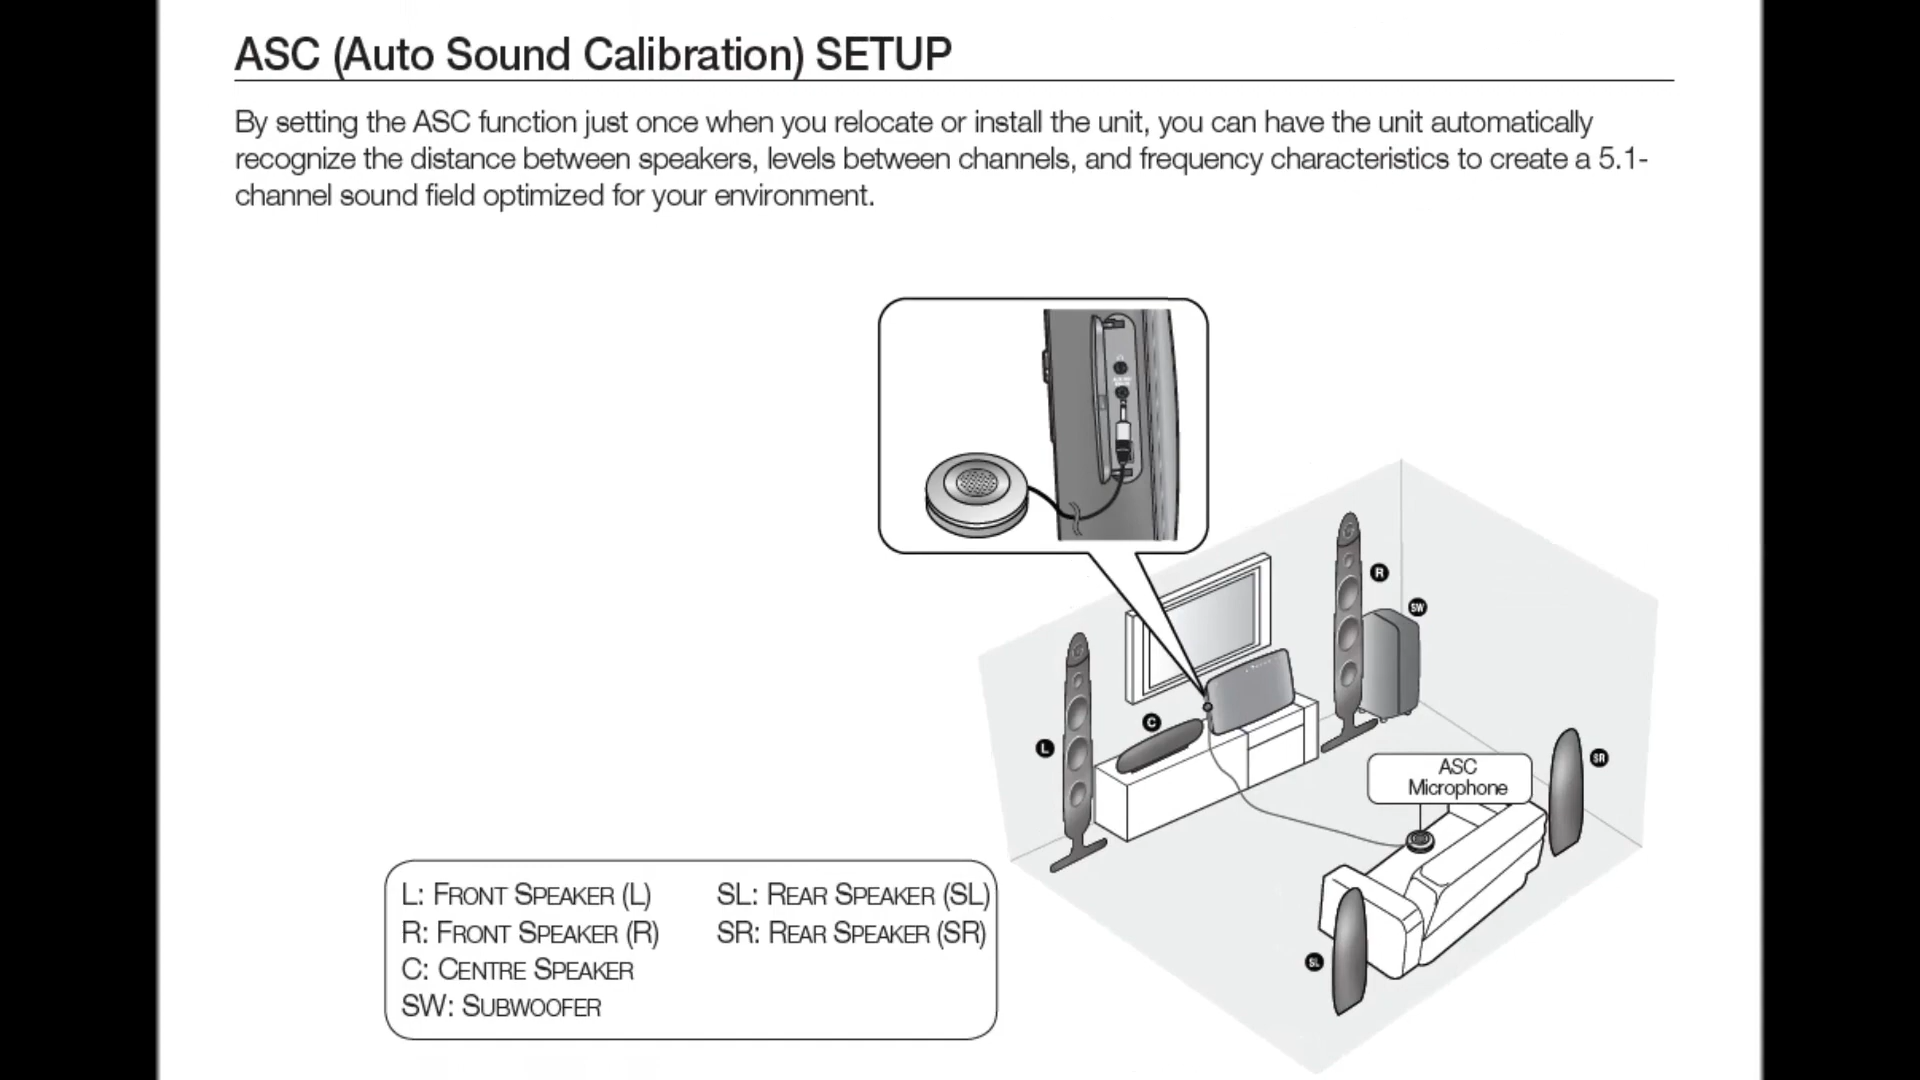 ASC (Auto Sound Calibration) SETUP
By setting the ASC function just once when you relocate or install the unit, you can have the unit automatically
recognize the distance between speakers, levels between channels, and frequency characteristics to create a 5.1-
channel sound field optimized for your environment.
R
SW
C
L
SR
ASC
Microphone
SL
L: FRONT SPEAKER (L)
SL: REAR SPEAKER (SL)
R: FRONT SPEAKER (R)
SR: REAR SPEAKER (SR)
C: CENTRE SPEAKER
SW: SUBWOOFER